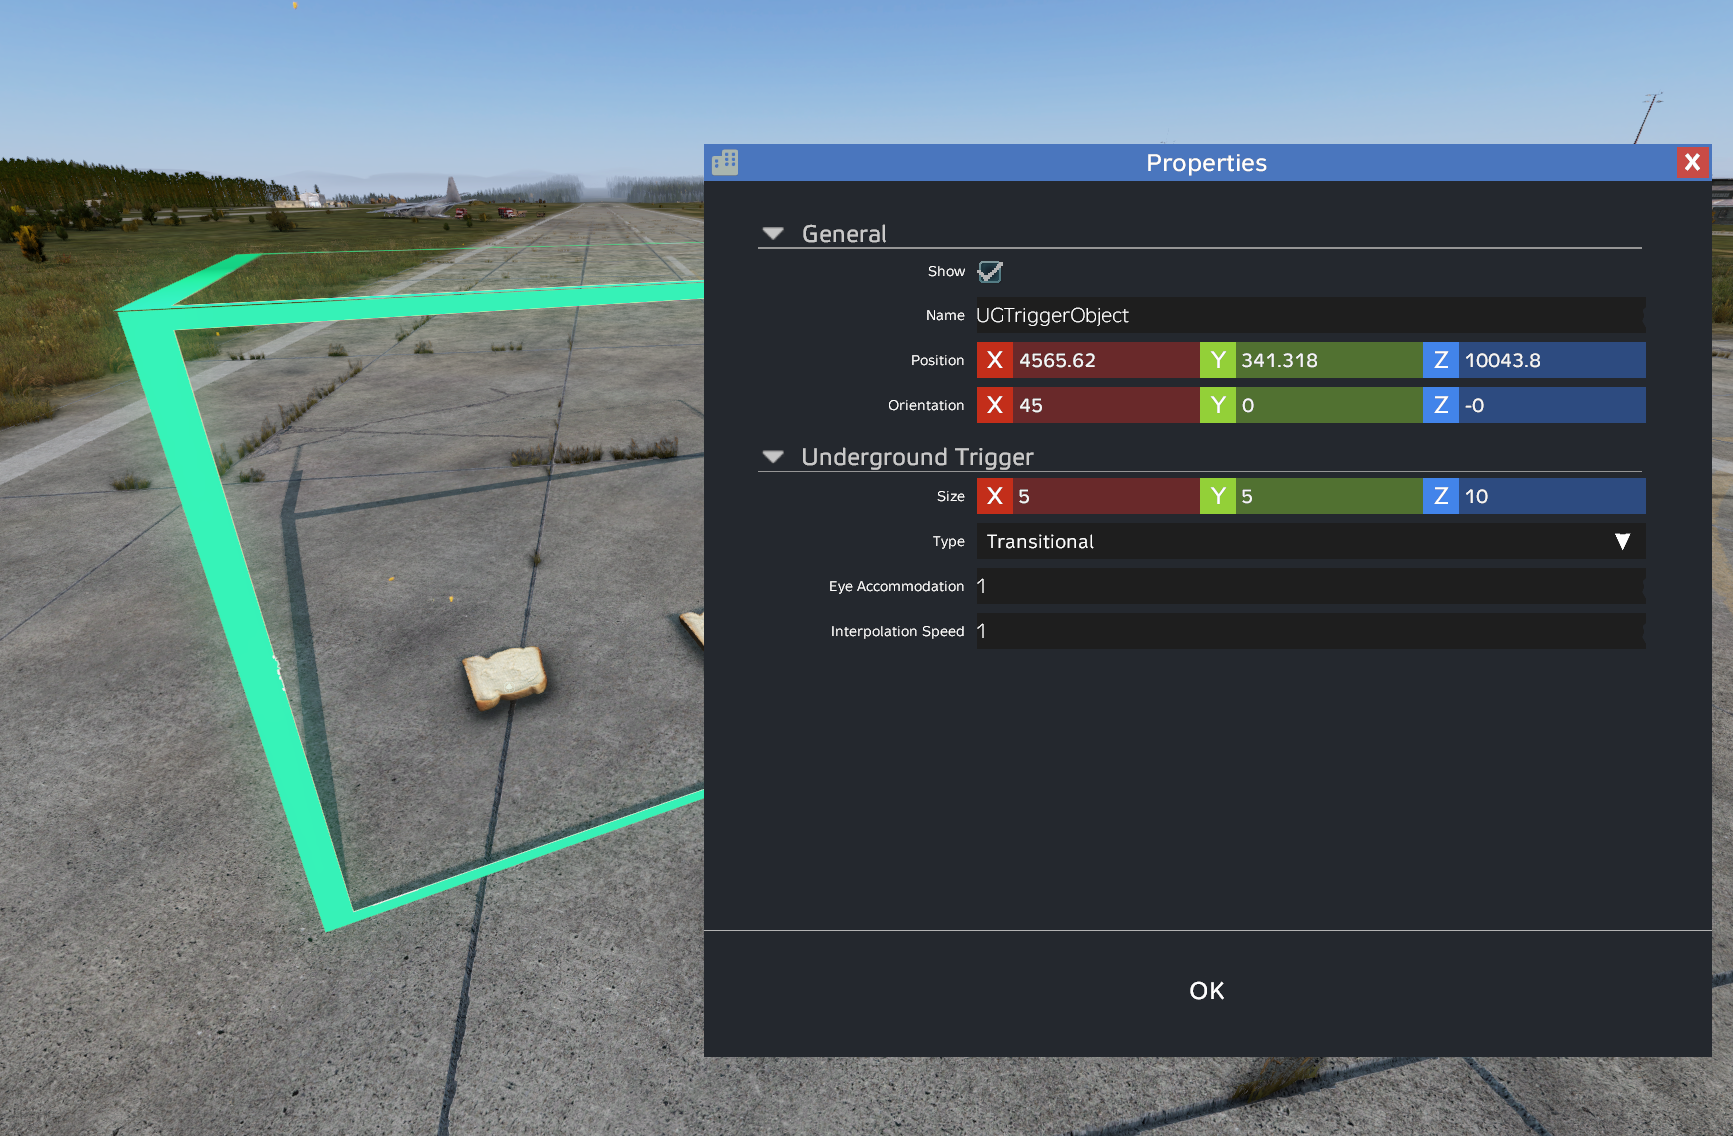 Properties
X
General
Show
Name UGTriggerObject
Position X 4565.62 Y 341.318 Z 10043.8
Orientation X 45 Y 0 Z -0
Underground Trigger
Size X 5 Y 5 Z 10
Type Transitional
Eye Accommodation 1
Interpolation Speed 1
OK